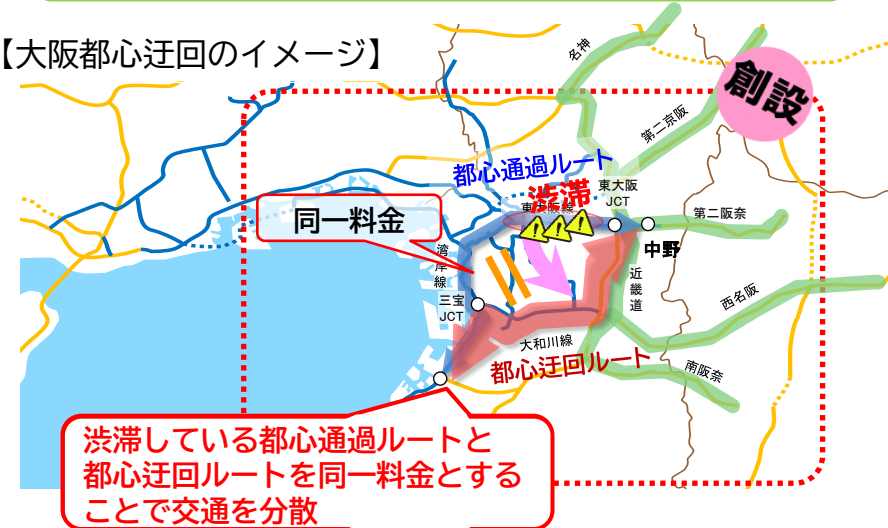 【大阪都心迂回のイメージ】
創設
名神
第二京阪
都心通過ルート
渋滞
東大阪線
東大阪
JCT
第二阪奈
中野
同一料金
湾岸線
三宝
JCT
近畿道
西名阪
大和川線
都心迂回ルート
南阪奈
渋滞している都心通過ルートと
都心迂回ルートを同一料金とする
ことで交通を分散